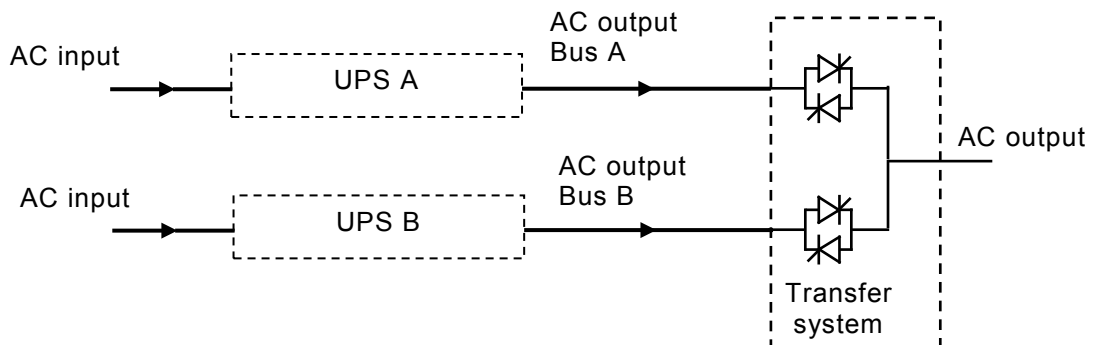 AC input
UPS A
AC output
Bus A
AC output
AC input
UPS B
AC output
Bus B
Transfer
system